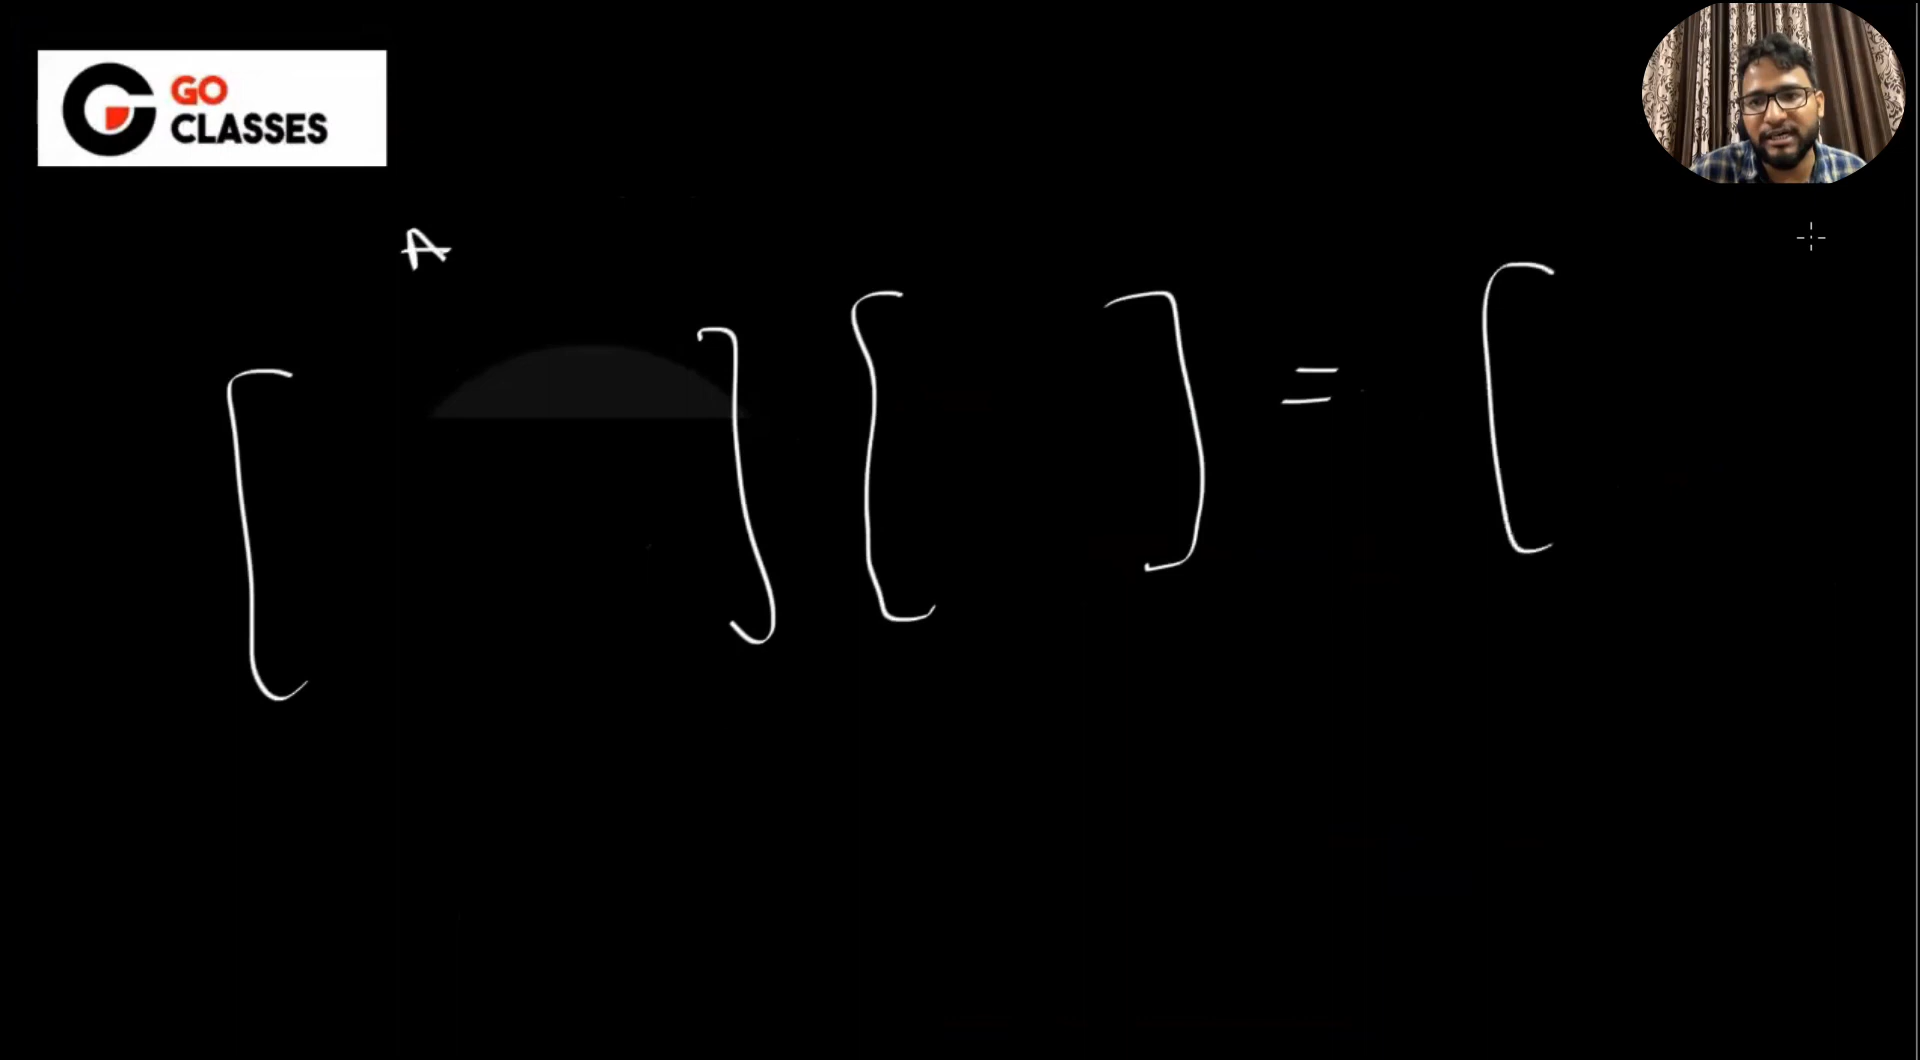 GO
CLASSES
A
[ ] [ ] = [